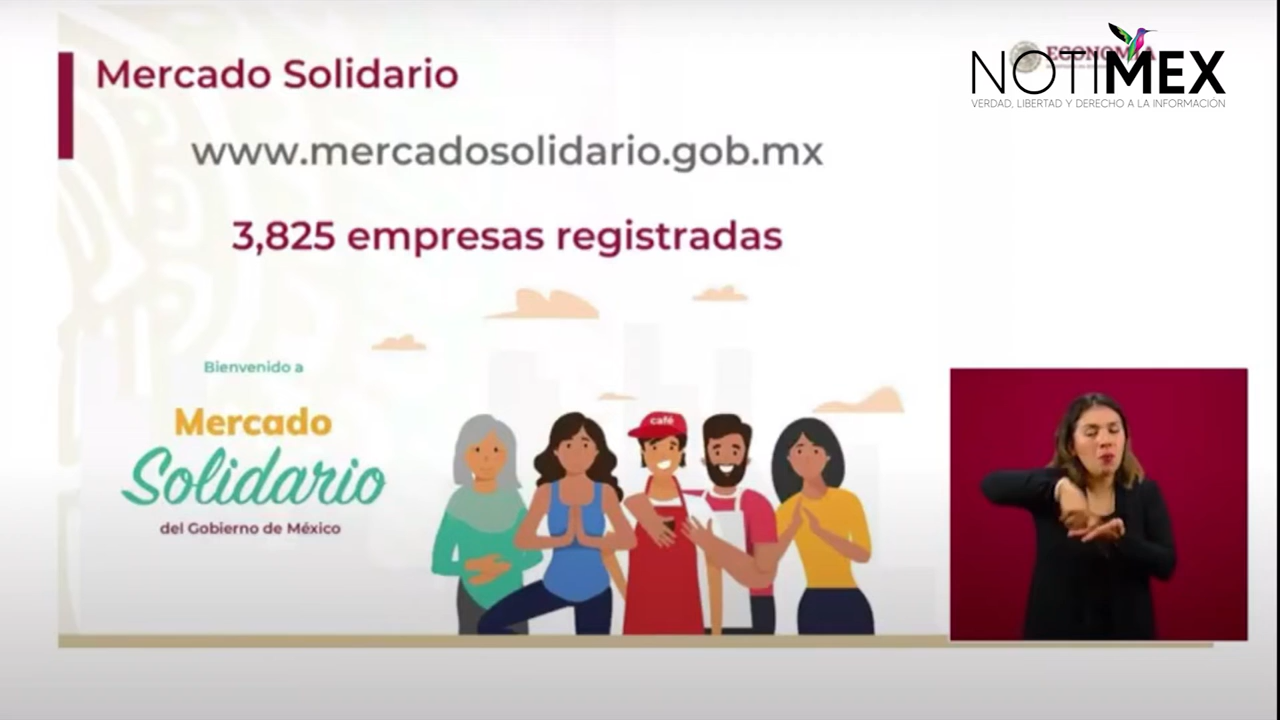 Mercado Solidario
www.mercadosolidario.gob.mx
3,825 empresas registradas
Bienvenido a
Mercado
Solidario
del Gobierno de México
café
ECONOMÍA
NOTIMEX
VERDAD, LIBERTAD Y DERECHO A LA INFORMACIÓN